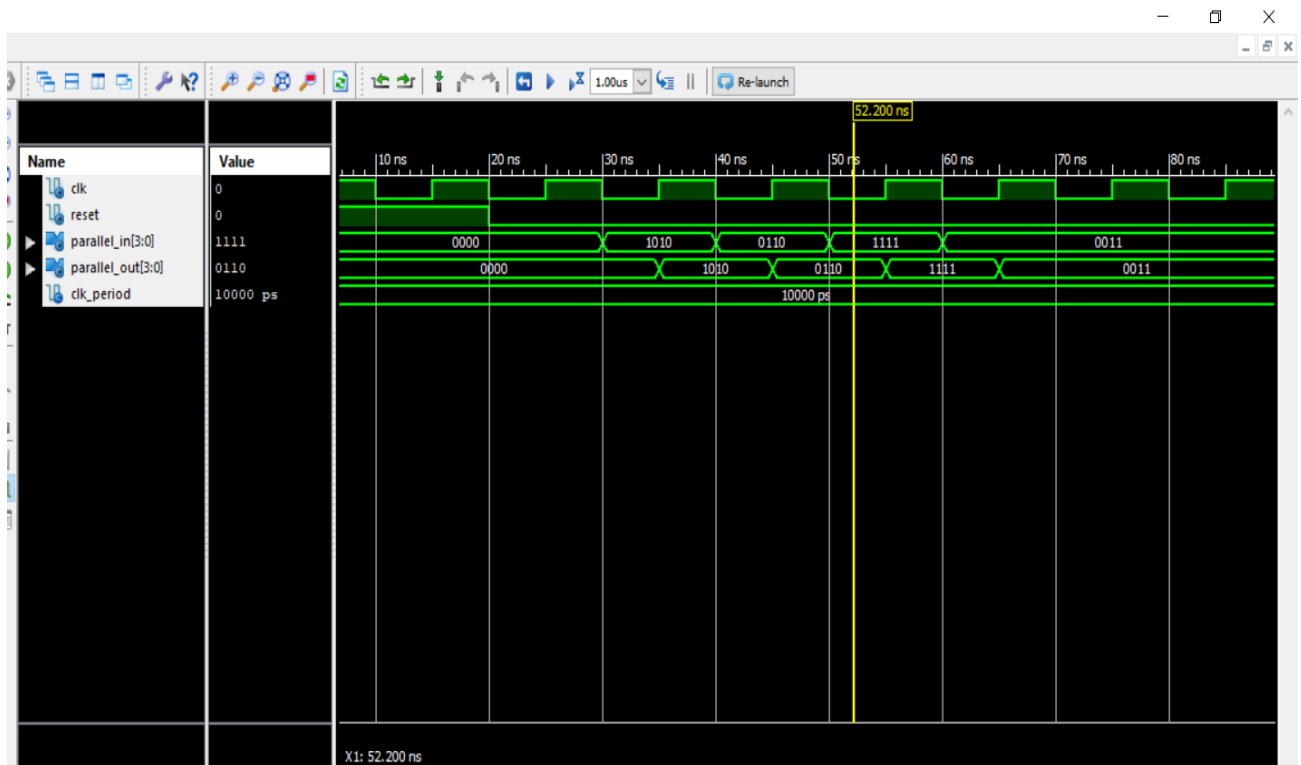 1.00us Re-launch
52.200 ns
Name Value 10 ns 20 ns 30 ns 40 ns 50 ns 60 ns 70 ns 80 ns
clk 0
reset 0
parallel_in[3:0] 1111 0000 1010 0110 1111 0011
parallel_out[3:0] 0110 0000 1010 0110 1111 0011
clk_period 10000 ps 10000 ps
X1: 52.200 ns